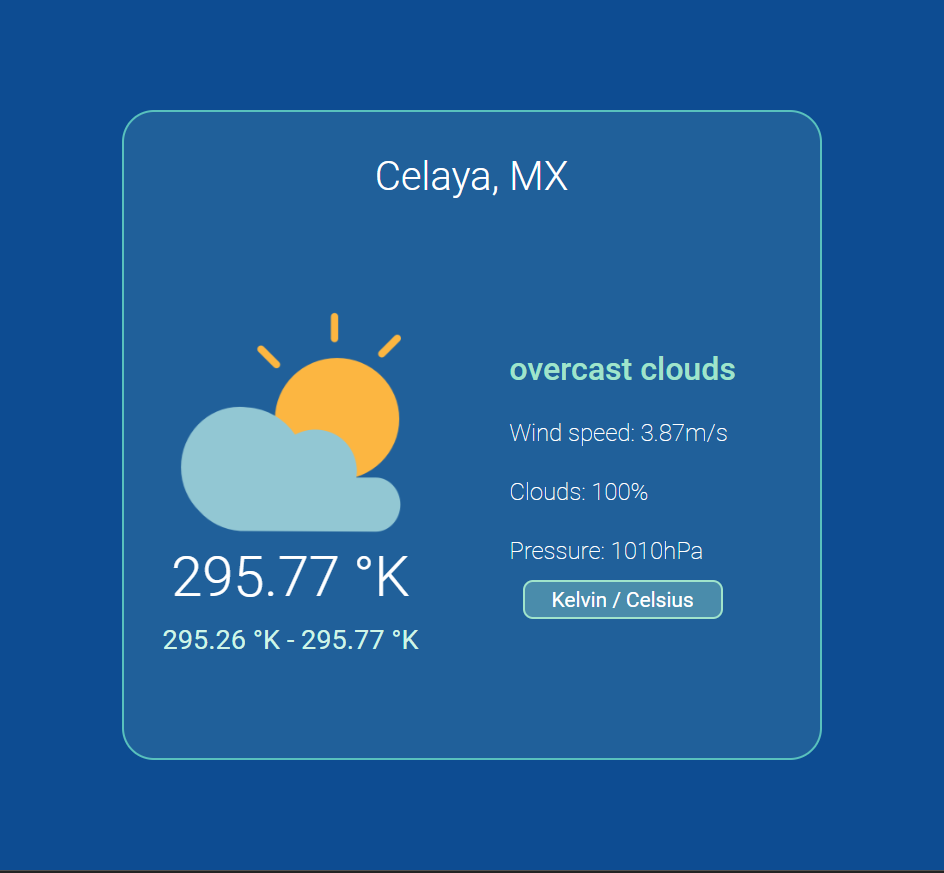 Celaya, MX
overcast clouds
Wind speed: 3.87m/s
Clouds: 100%
Pressure: 1010hPa
Kelvin / Celsius
295.77 °K
295.26 °K - 295.77 °K